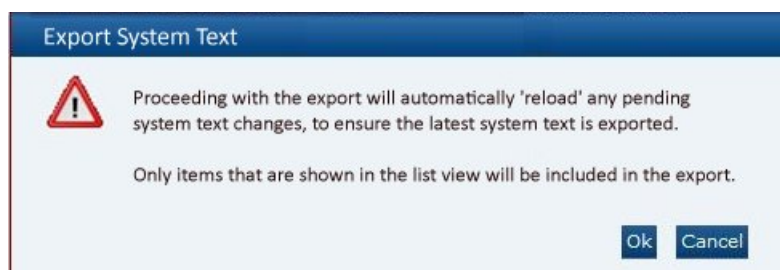 Export System Text
Proceeding with the export will automatically 'reload' any pending
system text changes, to ensure the latest system text is exported.
Only items that are shown in the list view will be included in the export.
Ok Cancel